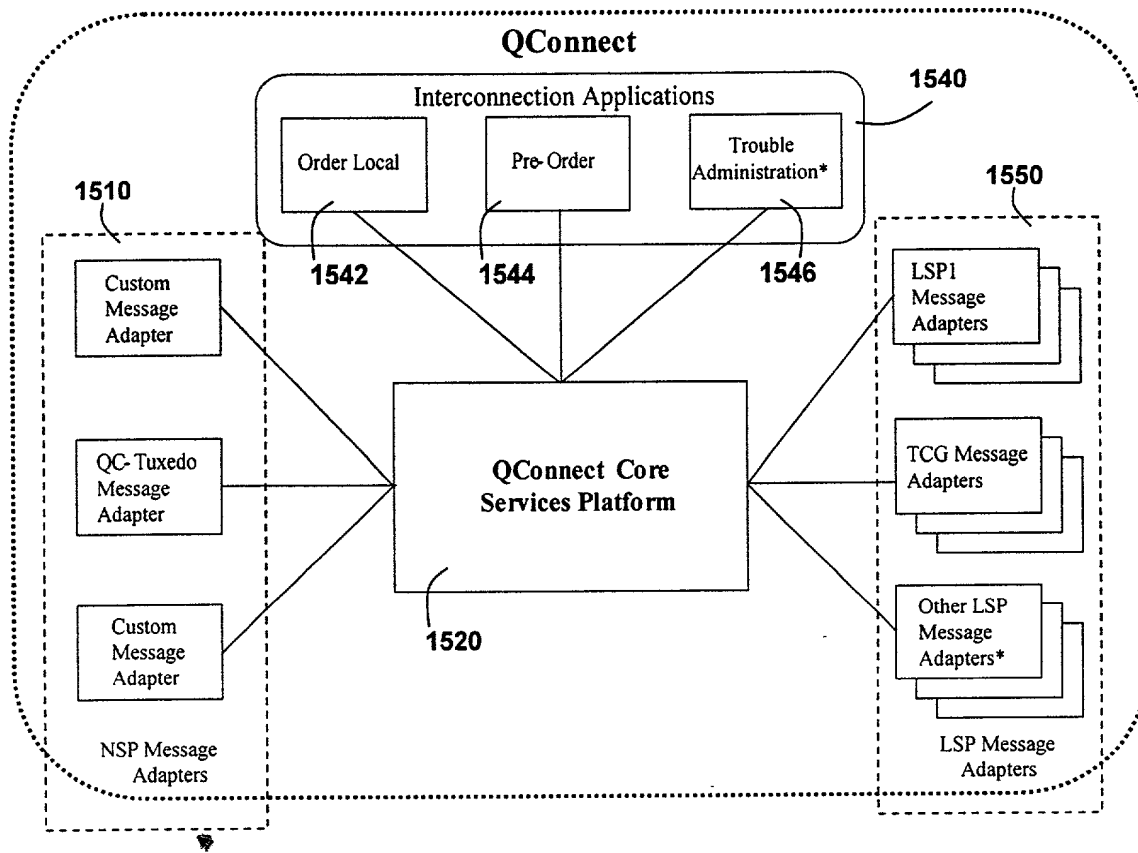 QConnect
1540
Interconnection Applications
Order Local
Pre-Order
Trouble
Administration*
1542
1544
1546
1510
Custom
Message
Adapter
QC-Tuxedo
Message
Adapter
Custom
Message
Adapter
NSP Message
Adapters
QConnect Core
Services Platform
1520
1550
LSP1
Message
Adapters
TCG Message
Adapters
Other LSP
Message
Adapters*
LSP Message
Adapters